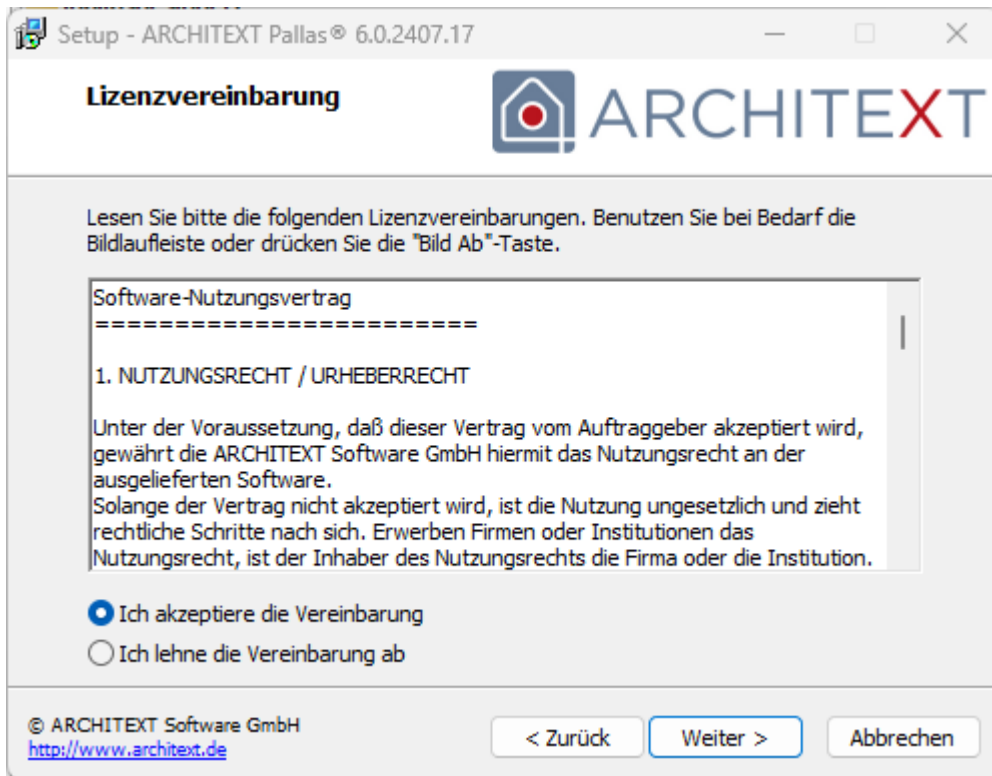 Setup - ARCHITEXT Pallas® 6.0.2407.17
Lizenzvereinbarung
ARCHITEXT
Lesen Sie bitte die folgenden Lizenzvereinbarungen. Benutzen Sie bei Bedarf die
Bildlaufleiste oder drücken Sie die "Bild Ab"-Taste.
Software-Nutzungsvertrag
========================
1. NUTZUNGSRECHT / URHEBERRECHT
Unter der Voraussetzung, daß dieser Vertrag vom Auftraggeber akzeptiert wird,
gewährt die ARCHITEXT Software GmbH hiermit das Nutzungsrecht an der
ausgelieferten Software.
Solange der Vertrag nicht akzeptiert wird, ist die Nutzung ungesetzlich und zieht
rechtliche Schritte nach sich. Erwerben Firmen oder Institutionen das
Nutzungsrecht, ist der Inhaber des Nutzungsrechts die Firma oder die Institution.
Ich akzeptiere die Vereinbarung
Ich lehne die Vereinbarung ab
© ARCHITEXT Software GmbH
http://www.architext.de
< Zurück
Weiter >
Abbrechen